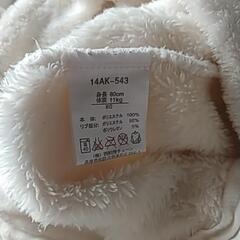 14AK-543
身長 80cm
体重 11kg
80
本体: ポリエステル 100%
リブ部分: ポリエステル 95%
ポリウレタン 5%